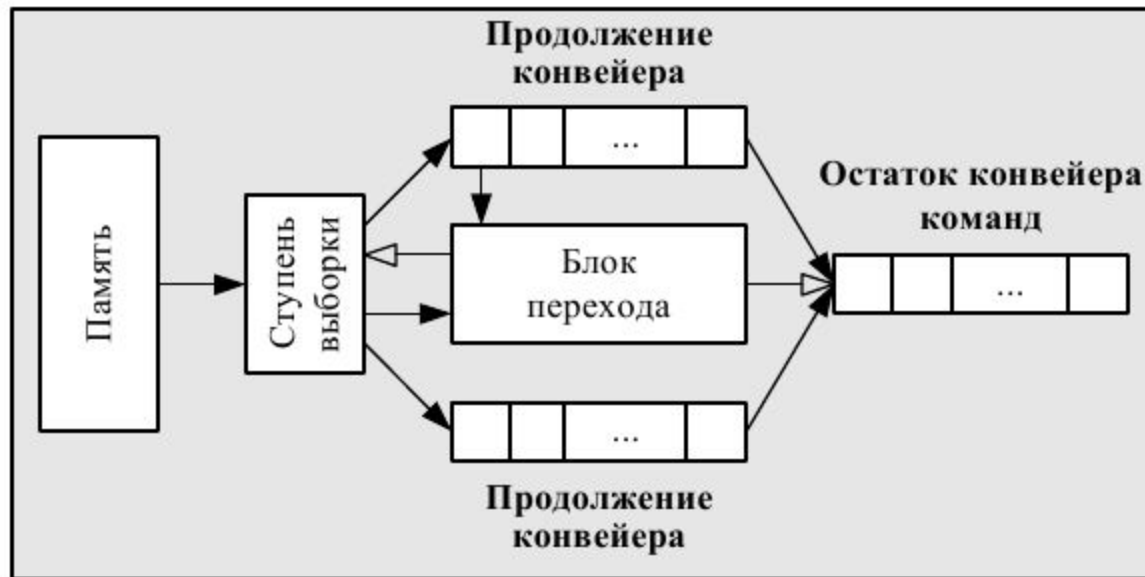 Продолжение
конвейера
...
Остаток конвейера
команд
Память
Ступень
выборки
Блок
перехода
...
...
Продолжение
конвейера